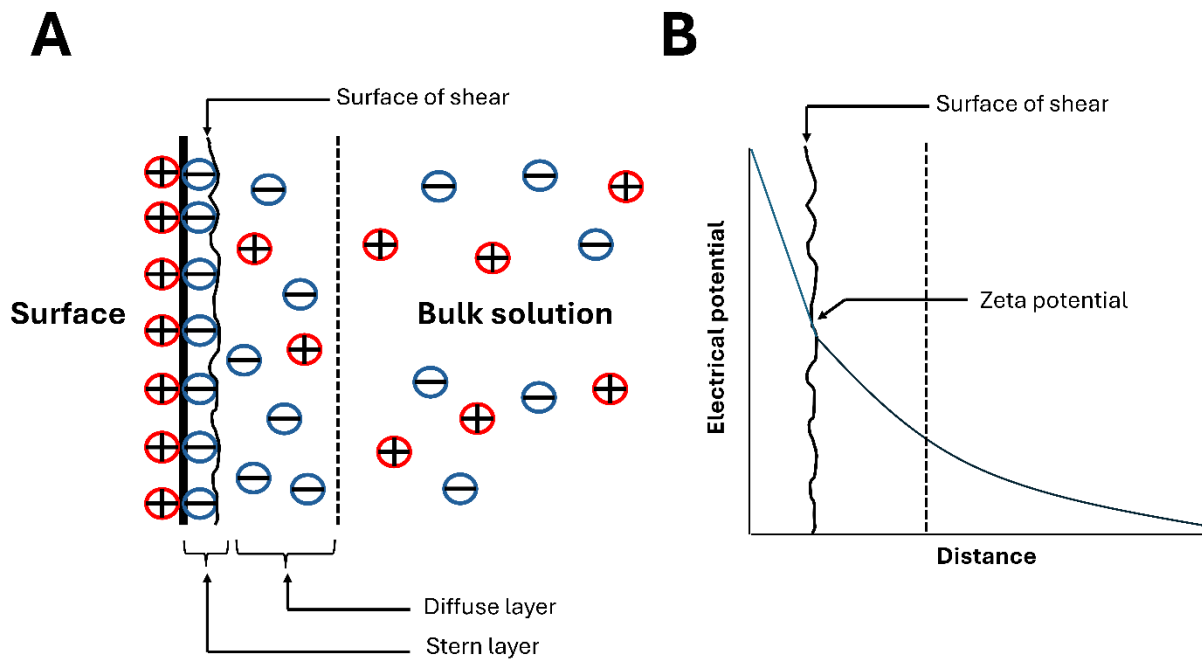 A
Surface of shear
Surface
Bulk solution
Diffuse layer
Stern layer
B
Surface of shear
Zeta potential
Electrical potential
Distance